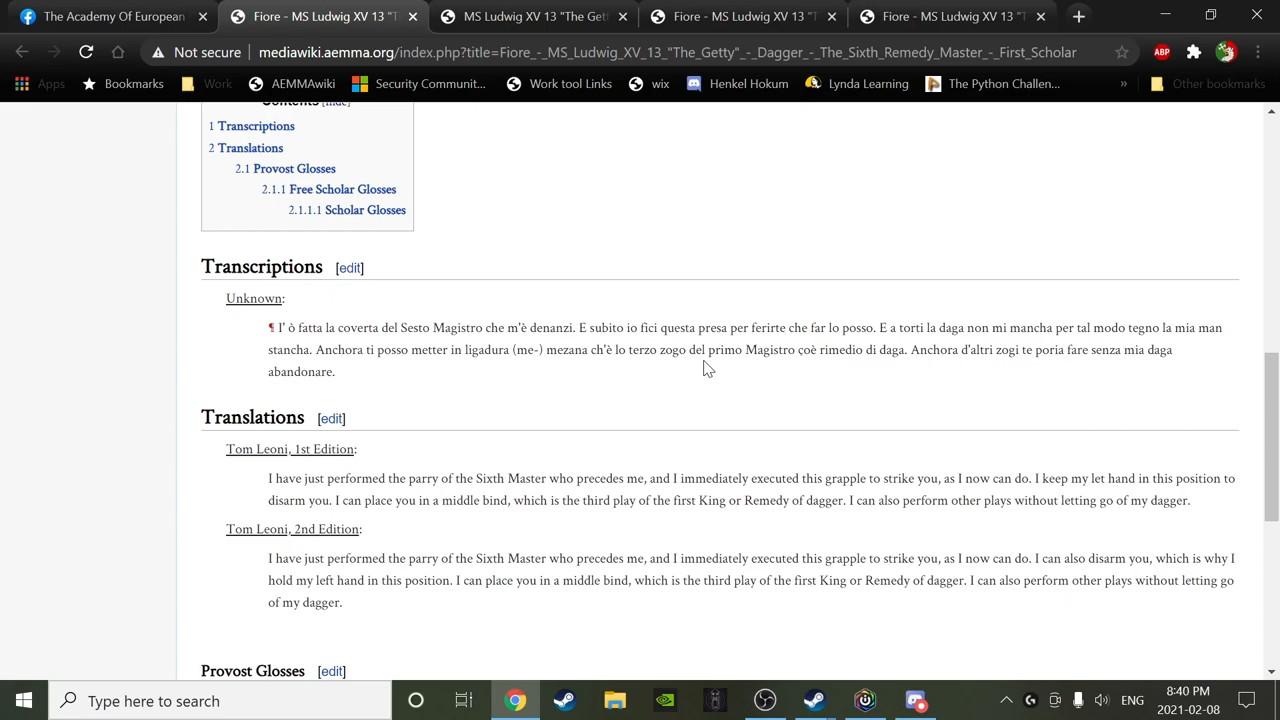 The Academy Of European
Fiore - MS Ludwig XV 13 "T
MS Ludwig XV 13 "The Gett
Fiore - MS Ludwig XV 13 "T
Fiore - MS Ludwig XV 13 "T
Not secure | mediawiki.aemma.org/index.php?title=Fiore_-_MS_Ludwig_XV_13_"The_Getty"_-_Dagger_-_The_Sixth_Remedy_Master_-_First_Scholar
ABP
Apps Bookmarks Work AEMMAwiki Security Communit... Work tool Links wix Henkel Hokum Lynda Learning The Python Challen... » Other bookmarks
Contents [hide]
1 Transcriptions
2 Translations
2.1 Provost Glosses
2.1.1 Free Scholar Glosses
2.1.1.1 Scholar Glosses
Transcriptions [edit]
Unknown:
¶ I' ò fatta la coverta del Sesto Magistro che m'è denanzi. E subito io fici questa presa per ferirte che far lo posso. E a torti la daga non mi mancha per tal modo tegno la mia man
stancha. Anchora ti posso metter in ligadura (me-) mezana ch'è lo terzo zogo del primo Magistro çoè rimedio di daga. Anchora d'altri zogi te poria fare senza mia daga
abandonare.
Translations [edit]
Tom Leoni, 1st Edition:
I have just performed the parry of the Sixth Master who precedes me, and I immediately executed this grapple to strike you, as I now can do. I keep my let hand in this position to
disarm you. I can place you in a middle bind, which is the third play of the first King or Remedy of dagger. I can also perform other plays without letting go of my dagger.
Tom Leoni, 2nd Edition:
I have just performed the parry of the Sixth Master who precedes me, and I immediately executed this grapple to strike you, as I now can do. I can also disarm you, which is why I
hold my left hand in this position. I can place you in a middle bind, which is the third play of the first King or Remedy of dagger. I can also perform other plays without letting go
of my dagger.
Provost Glosses [edit]
Type here to search
ENG
8:40 PM
2021-02-08